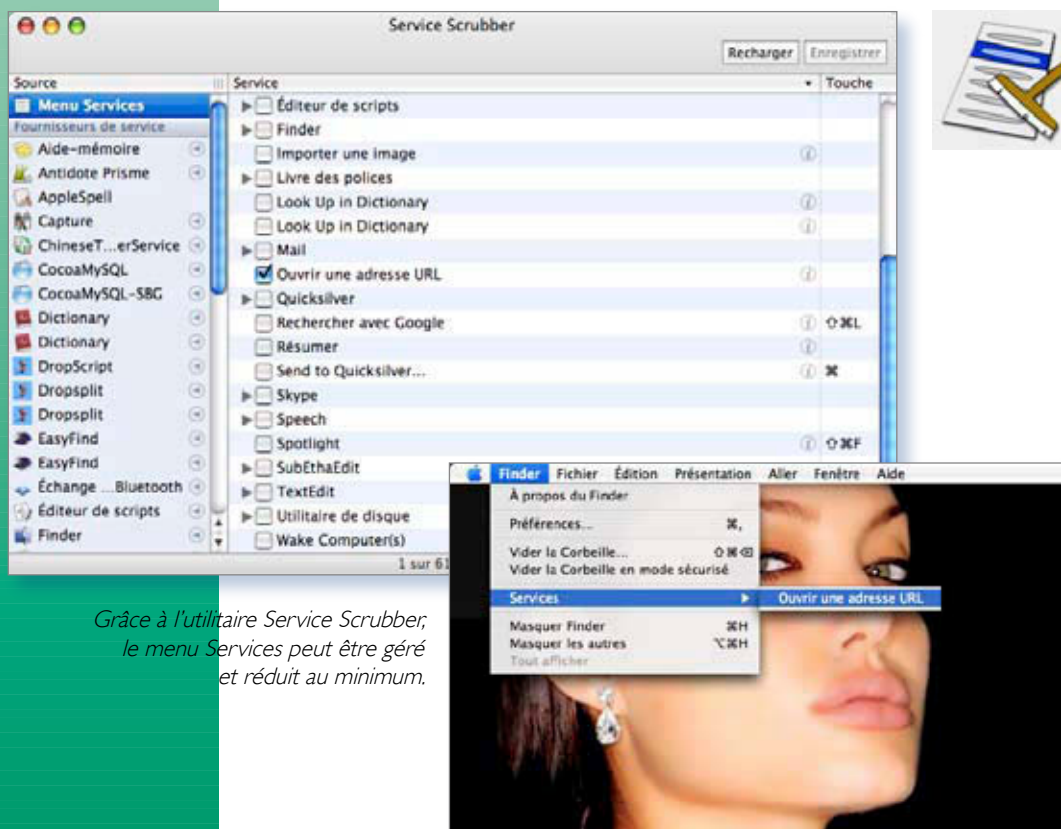 Service Scrubber
Recharger Enregistrer
Source Service Touche
Menu Services
Fournisseurs de service
Aide-mémoire
Antidote Prisme
AppleSpell
Capture
ChineseT...erService
CocoaMySQL
CocoaMySQL-SBG
Dictionary
Dictionary
DropScript
Dropsplit
Dropsplit
EasyFind
EasyFind
Échange ...Bluetooth
Éditeur de scripts
Finder
Éditeur de scripts
Finder
Importer une image
Livre des polices
Look Up in Dictionary
Look Up in Dictionary
Mail
Ouvrir une adresse URL
Quicksilver
Rechercher avec Google ⇧⌘L
Résumer
Send to Quicksilver... ⌘
Skype
Speech
Spotlight ⇧⌘F
SubEthaEdit
TextEdit
Utilitaire de disque
Wake Computer(s)
1 sur 61
Finder Fichier Édition Présentation Aller Fenêtre Aide
À propos du Finder
Préférences... ⌘,
Vider la Corbeille... ⇧⌘⌫
Vider la Corbeille en mode sécurisé
Services Ouvrir une adresse URL
Masquer Finder ⌘H
Masquer les autres ⌥⌘H
Tout afficher
Grâce à l'utilitaire Service Scrubber,
le menu Services peut être géré
et réduit au minimum.